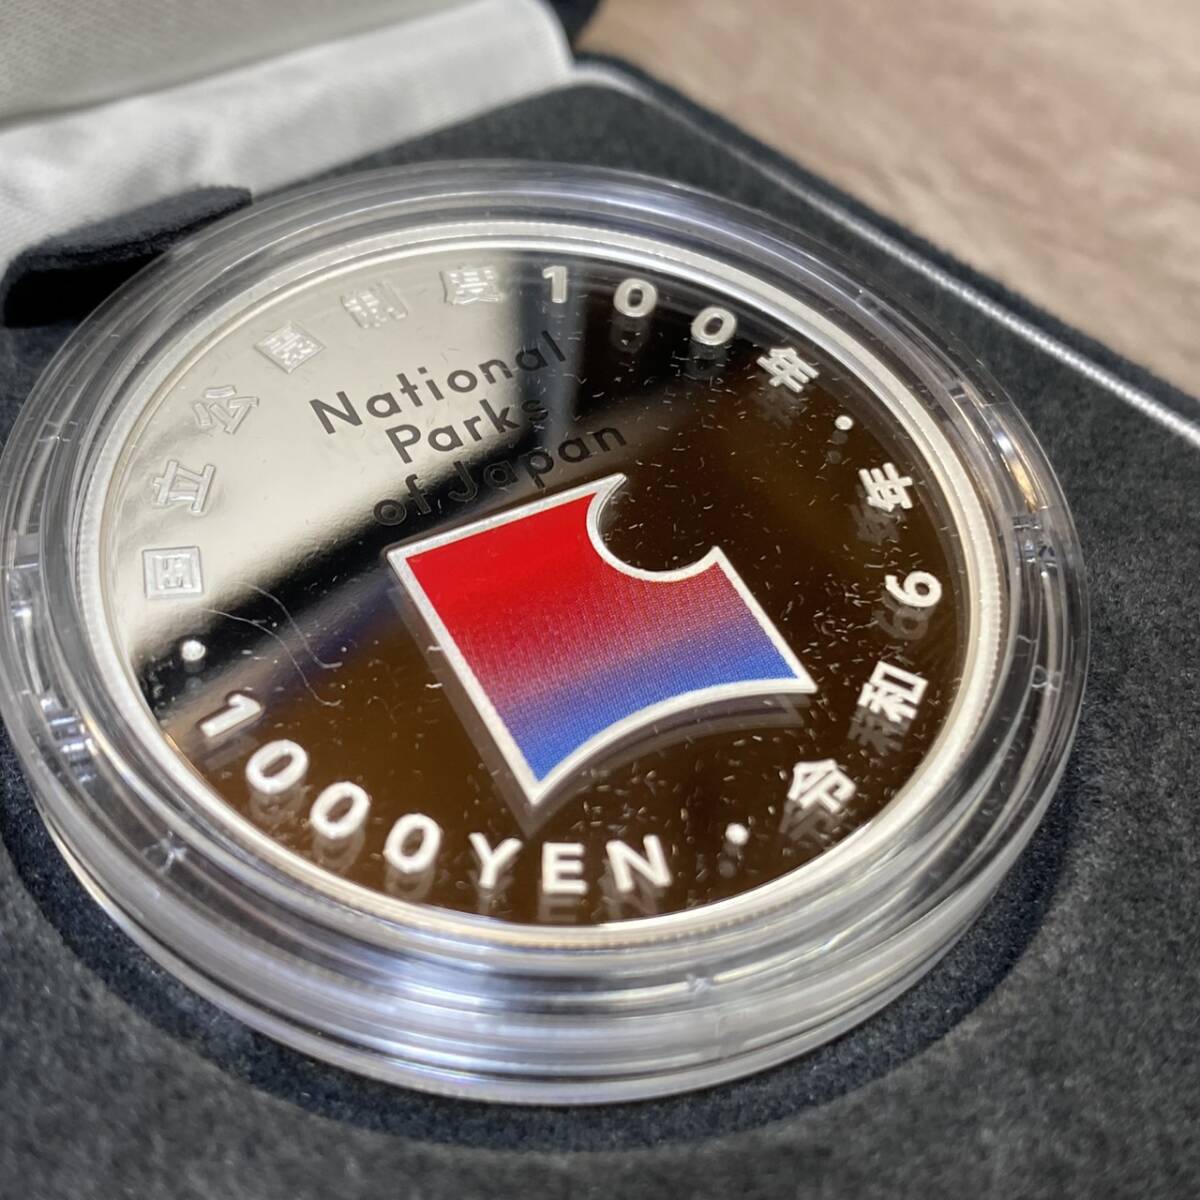 国立公園制度100年
National
Parks
of Japan
令和6年
1000YEN